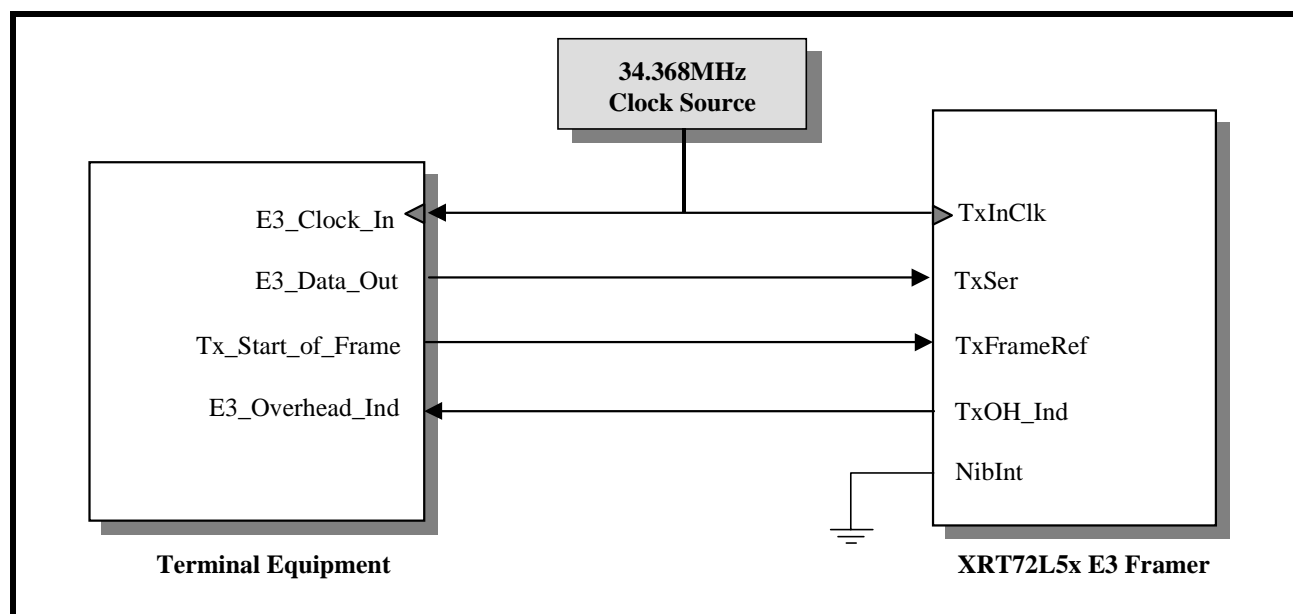 34.368MHz
Clock Source
E3_Clock_In
TxInClk
E3_Data_Out
TxSer
Tx_Start_of_Frame
TxFrameRef
E3_Overhead_Ind
TxOH_Ind
NibInt
Terminal Equipment
XRT72L5x E3 Framer